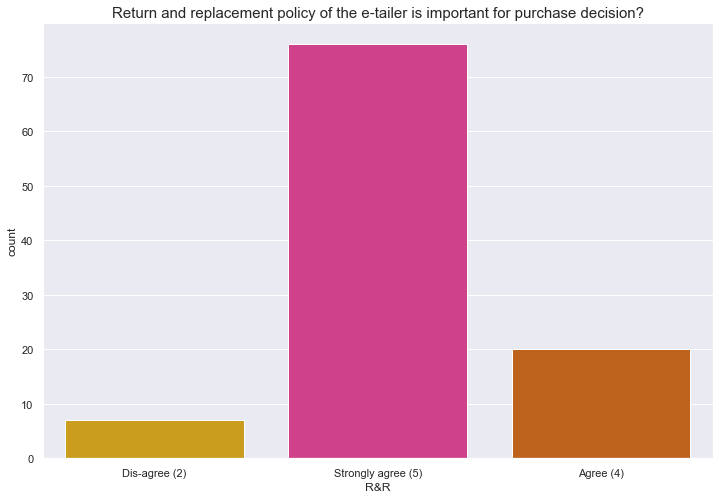 Return and replacement policy of the e-tailer is important for purchase decision?
70
60
50
40
30
20
10
0
count
Dis-agree (2)
Strongly agree (5)
Agree (4)
R&R